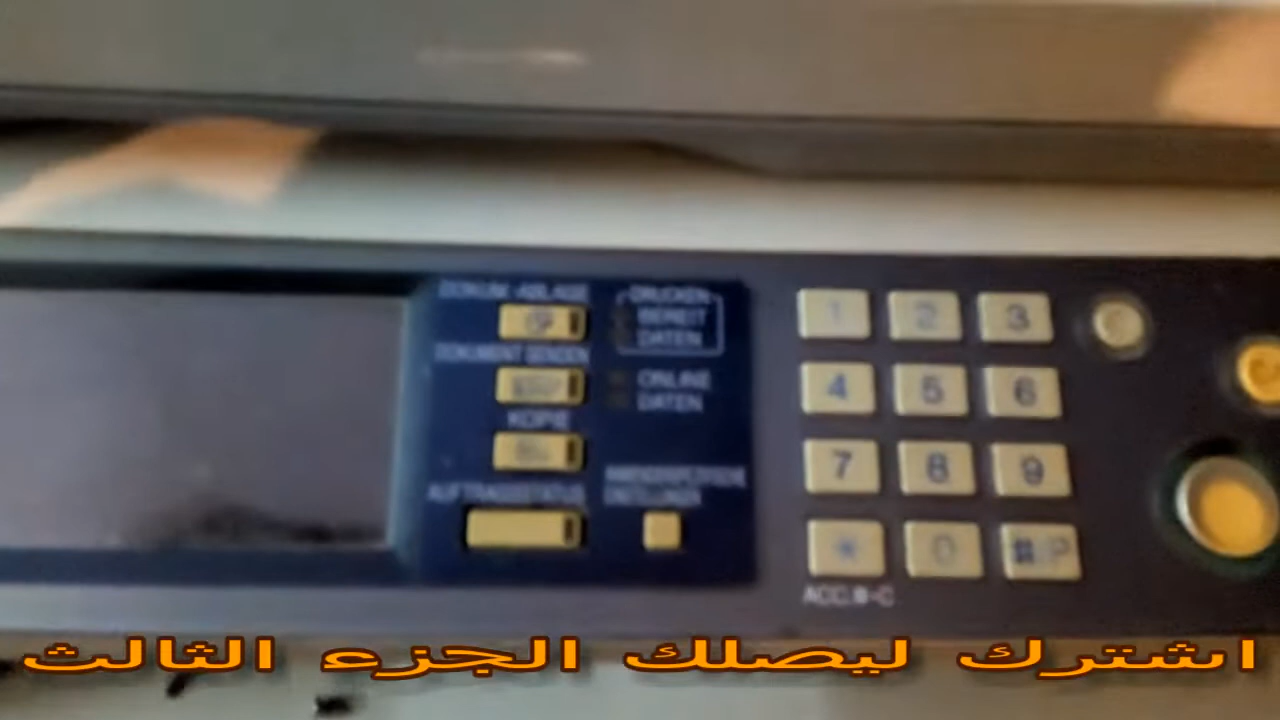 DOKUM.-ABLAGE
DRUCKEN
BEREIT
DATEN
DOKUMENT SENDEN
ONLINE
DATEN
KOPIE
AUFTRAGSSTATUS
EINSTELLUNGEN
1 2 3
4 5 6
7 8 9
* 0 #/P
ACC.#-C
اشترك ليصلك الجزء الثالث